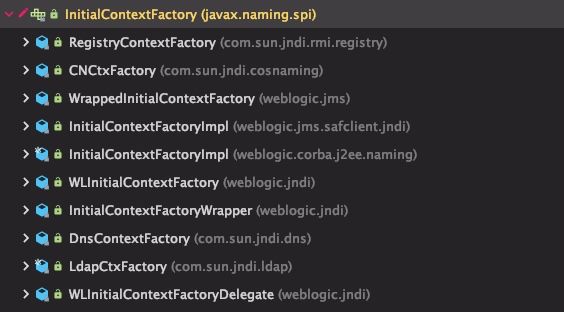 InitialContextFactory (javax.naming.spi)
RegistryContextFactory (com.sun.jndi.rmi.registry)
CNCtxFactory (com.sun.jndi.cosnaming)
WrappedInitialContextFactory (weblogic.jms)
InitialContextFactoryImpl (weblogic.jms.safclient.jndi)
InitialContextFactoryImpl (weblogic.corba.j2ee.naming)
WLInitialContextFactory (weblogic.jndi)
InitialContextFactoryWrapper (weblogic.jndi)
DnsContextFactory (com.sun.jndi.dns)
LdapCtxFactory (com.sun.jndi.ldap)
WLInitialContextFactoryDelegate (weblogic.jndi)